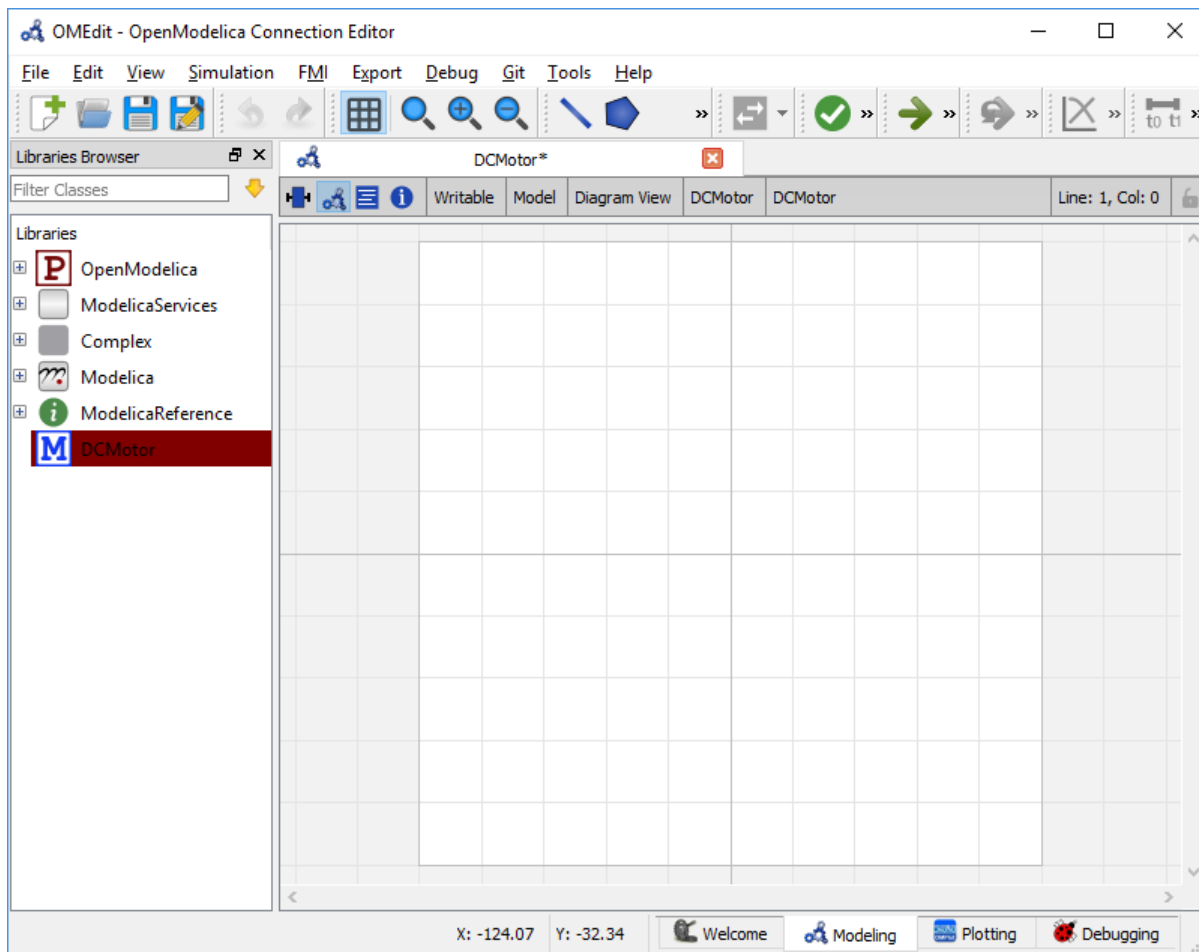 OMEdit - OpenModelica Connection Editor
File Edit View Simulation FMI Export Debug Git Tools Help
t0 t1
Libraries Browser
DCMotor*
Filter Classes
Writable Model Diagram View DCMotor DCMotor Line: 1, Col: 0
Libraries
P OpenModelica
ModelicaServices
Complex
m Modelica
i ModelicaReference
M DCMotor
X: -124.07 Y: -32.34 Welcome Modeling Plotting Debugging